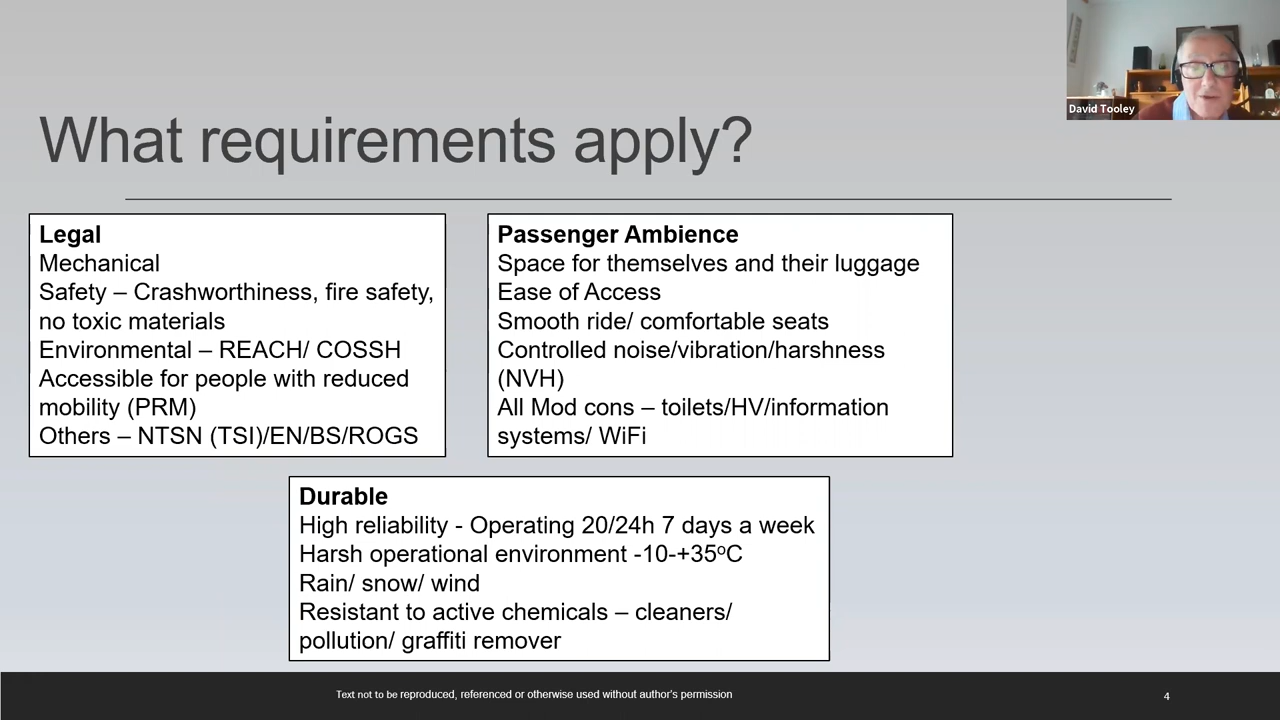 David Tooley
What requirements apply?
Legal
Mechanical
Safety – Crashworthiness, fire safety,
no toxic materials
Environmental – REACH/ COSSH
Accessible for people with reduced
mobility (PRM)
Others – NTSN (TSI)/EN/BS/ROGS
Passenger Ambience
Space for themselves and their luggage
Ease of Access
Smooth ride/ comfortable seats
Controlled noise/vibration/harshness
(NVH)
All Mod cons – toilets/HV/information
systems/ WiFi
Durable
High reliability - Operating 20/24h 7 days a week
Harsh operational environment -10-+35ºC
Rain/ snow/ wind
Resistant to active chemicals – cleaners/
pollution/ graffiti remover
Text not to be reproduced, referenced or otherwise used without author's permission
4